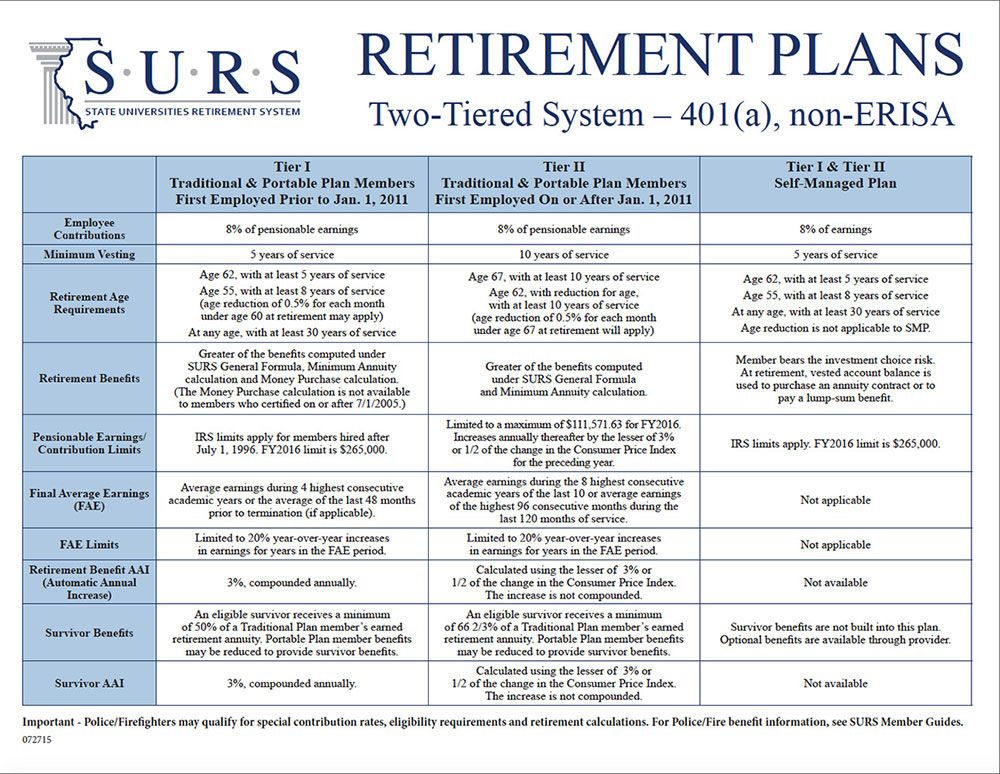 S·U·R·S
STATE UNIVERSITIES RETIREMENT SYSTEM
RETIREMENT PLANS
Two-Tiered System – 401(a), non-ERISA
Tier I
Traditional & Portable Plan Members
First Employed Prior to Jan. 1, 2011
Tier II
Traditional & Portable Plan Members
First Employed On or After Jan. 1, 2011
Tier I & Tier II
Self-Managed Plan
Employee
Contributions
8% of pensionable earnings
8% of pensionable earnings
8% of earnings
Minimum Vesting
5 years of service
10 years of service
5 years of service
Retirement Age
Requirements
Age 62, with at least 5 years of service
Age 55, with at least 8 years of service
(age reduction of 0.5% for each month
under age 60 at retirement may apply)
At any age, with at least 30 years of service
Age 67, with at least 10 years of service
Age 62, with reduction for age,
with at least 10 years of service
(age reduction of 0.5% for each month
under age 67 at retirement will apply)
Age 62, with at least 5 years of service
Age 55, with at least 8 years of service
At any age, with at least 30 years of service
Age reduction is not applicable to SMP.
Retirement Benefits
Greater of the benefits computed under
SURS General Formula, Minimum Annuity
calculation and Money Purchase calculation.
(The Money Purchase calculation is not available
to members who certified on or after 7/1/2005.)
Greater of the benefits computed
under SURS General Formula
and Minimum Annuity calculation.
Member bears the investment choice risk.
At retirement, vested account balance is
used to purchase an annuity contract or to
pay a lump-sum benefit.
Pensionable Earnings/
Contribution Limits
IRS limits apply for members hired after
July 1, 1996. FY2016 limit is $265,000.
Limited to a maximum of $111,571.63 for FY2016.
Increases annually thereafter by the lesser of 3%
or 1/2 of the change in the Consumer Price Index
for the preceding year.
IRS limits apply. FY2016 limit is $265,000.
Final Average Earnings
(FAE)
Average earnings during 4 highest consecutive
academic years or the average of the last 48 months
prior to termination (if applicable).
Average earnings during the 8 highest consecutive
academic years of the last 10 or average earnings
of the highest 96 consecutive months during the
last 120 months of service.
Not applicable
FAE Limits
Limited to 20% year-over-year increases
in earnings for years in the FAE period.
Limited to 20% year-over-year increases
in earnings for years in the FAE period.
Not applicable
Retirement Benefit AAI
(Automatic Annual
Increase)
3%, compounded annually.
Calculated using the lesser of 3% or
1/2 of the change in the Consumer Price Index.
The increase is not compounded.
Not available
Survivor Benefits
An eligible survivor receives a minimum
of 50% of a Traditional Plan member's earned
retirement annuity. Portable Plan member benefits
may be reduced to provide survivor benefits.
An eligible survivor receives a minimum
of 66 2/3% of a Traditional Plan member's earned
retirement annuity. Portable Plan member benefits
may be reduced to provide survivor benefits.
Survivor benefits are not built into this plan.
Optional benefits are available through provider.
Survivor AAI
3%, compounded annually.
Calculated using the lesser of 3% or
1/2 of the change in the Consumer Price Index.
The increase is not compounded.
Not available
Important - Police/Firefighters may qualify for special contribution rates, eligibility requirements and retirement calculations. For Police/Fire benefit information, see SURS Member Guides.
072715